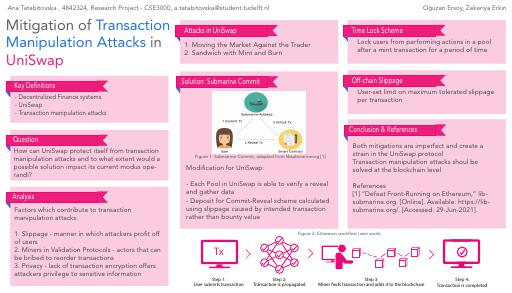 Ana Tatabitovska , 4842324, Research Project - CSE3000, a.tatabitovska@student.tudelft.nl
Oğuzan Ersoy, Zekeriya Erkin
Mitigation of Transaction
Manipulation Attacks in
UniSwap
Key Definitions
- Decentralized Finance systems
- UniSwap
- Transaction manipulation attacks
Question
How can UniSwap protect itself from transaction
manipulation attacks and to what extent would a
possible solution impact its current modus ope-
randi?
Analysis
Factors which contribute to transaction
manipulation attacks:
1. Slippage - manner in which attackers profit off
of users
2. Miners in Validation Protocols - actors that can
be bribed to reorder transactions
3. Privacy - lack of transaction encryption offers
attackers privilege to sensitive information
Attacks in UniSwap
1. Moving the Market Against the Trader
2. Sandwich with Mint and Burn
Solution: Submarine Commit
Submarine Address
1 Commit Tx
3 Unlock Tx
2 Reveal Tx
User
Smart Contract
Figure 1: Submarine Commit, adapted from libsubmarine.org [1]
Modification for UniSwap:
- Each Pool in UniSwap is able to verify a reveal
and gather data
- Deposit for Commit-Reveal scheme calculated
using slippage caused by intended transaction
rather than bounty value
Time Lock Scheme
Lock users from performing actions in a pool
after a mint transaction for a period of time
Off-chain Slippage
User-set limit on maximum tolerated slippage
per transaction
Conclusion & References
Both mitigations are imperfect and create a
strain in the UniSwap protocol
Transaction manipulation attacks shoul be
solved at the blockchain level
References
[1] "Defeat Front-Running on Ethereum," lib-
submarine.org. [Online]. Available: https://lib-
submarine.org/. [Accessed: 29-Jun-2021].
Figure 2: Ethereum workflow (own work)
Tx
Step 1
User submits transaction
Step 2
Transaction is propagated
Step 3
Miner finds transaction and adds it to the blockchain
Step 4
Transaction is completed